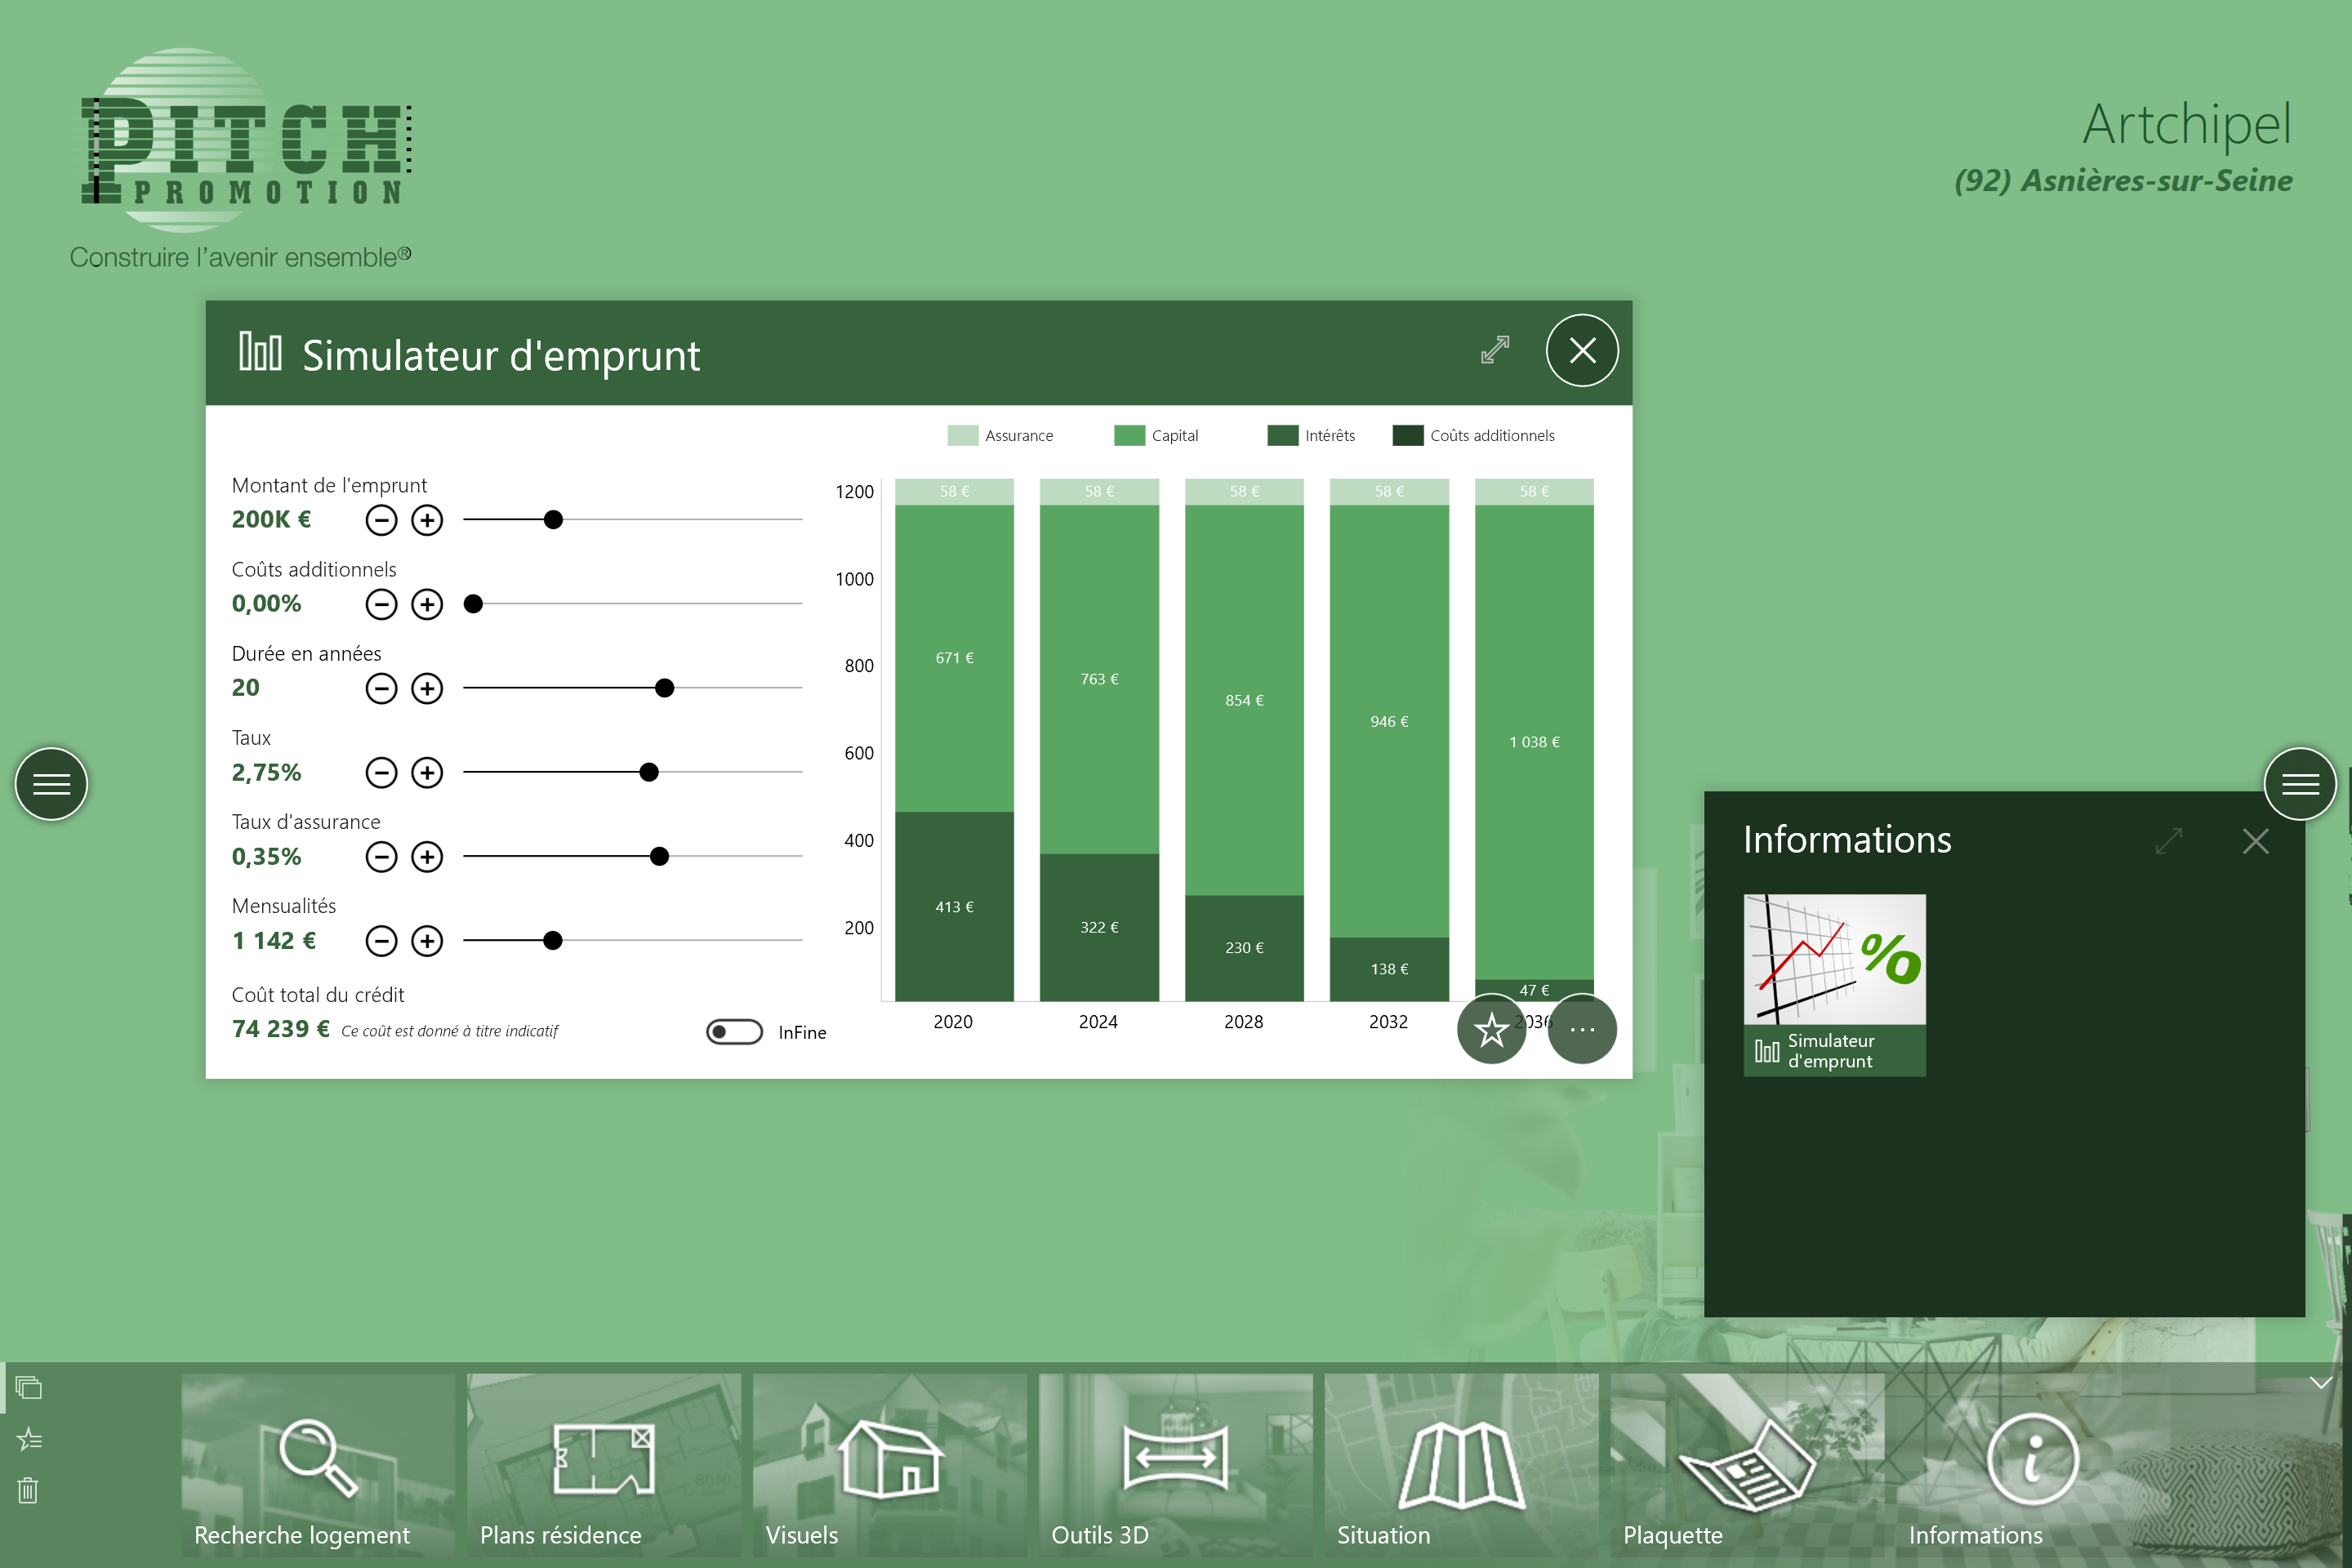 PITCH
PROMOTION
Construire l'avenir ensemble®
Artchipel
(92) Asnières-sur-Seine
Simulateur d'emprunt
Assurance
Capital
Intérêts
Coûts additionnels
Montant de l'emprunt
200K €
Coûts additionnels
0,00%
Durée en années
20
Taux
2,75%
Taux d'assurance
0,35%
Mensualités
1 142 €
Coût total du crédit
74 239 € Ce coût est donné à titre indicatif
InFine
1200
1000
800
600
400
200
58 €
58 €
58 €
58 €
58 €
671 €
763 €
854 €
946 €
1 038 €
413 €
322 €
230 €
138 €
47 €
2020
2024
2028
2032
2036
Informations
%
Simulateur
d'emprunt
Recherche logement
Plans résidence
Visuels
Outils 3D
Situation
Plaquette
Informations